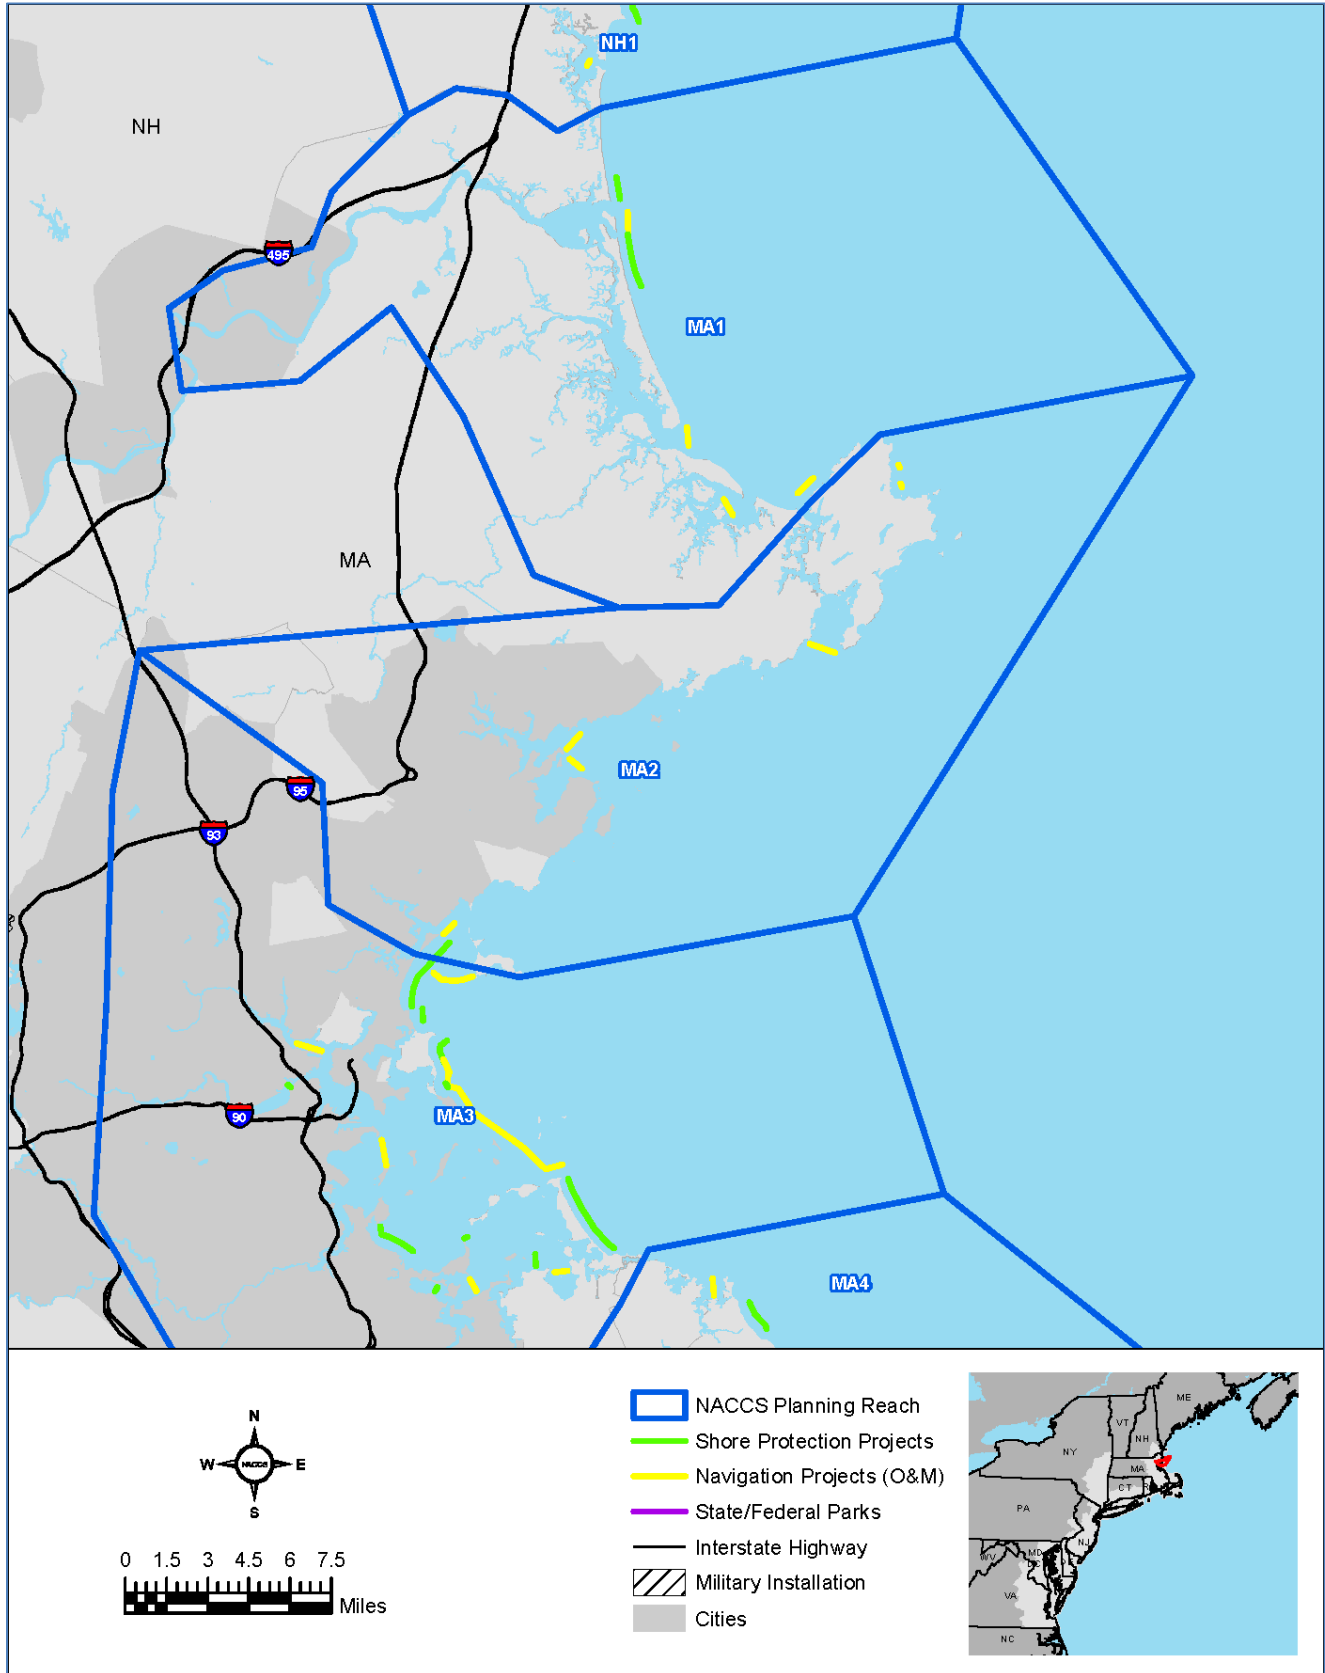 NH1
NH
495
MA1
MA
MA2
95
93
MA3
90
MA4
N
W NACCS E
S
0 1.5 3 4.5 6 7.5
Miles
NACCS Planning Reach
Shore Protection Projects
Navigation Projects (O&M)
State/Federal Parks
Interstate Highway
Military Installation
Cities
ME
VT
NH
NY
MA
CT R
PA
NJ
MD
WV DC DE
VA
NC